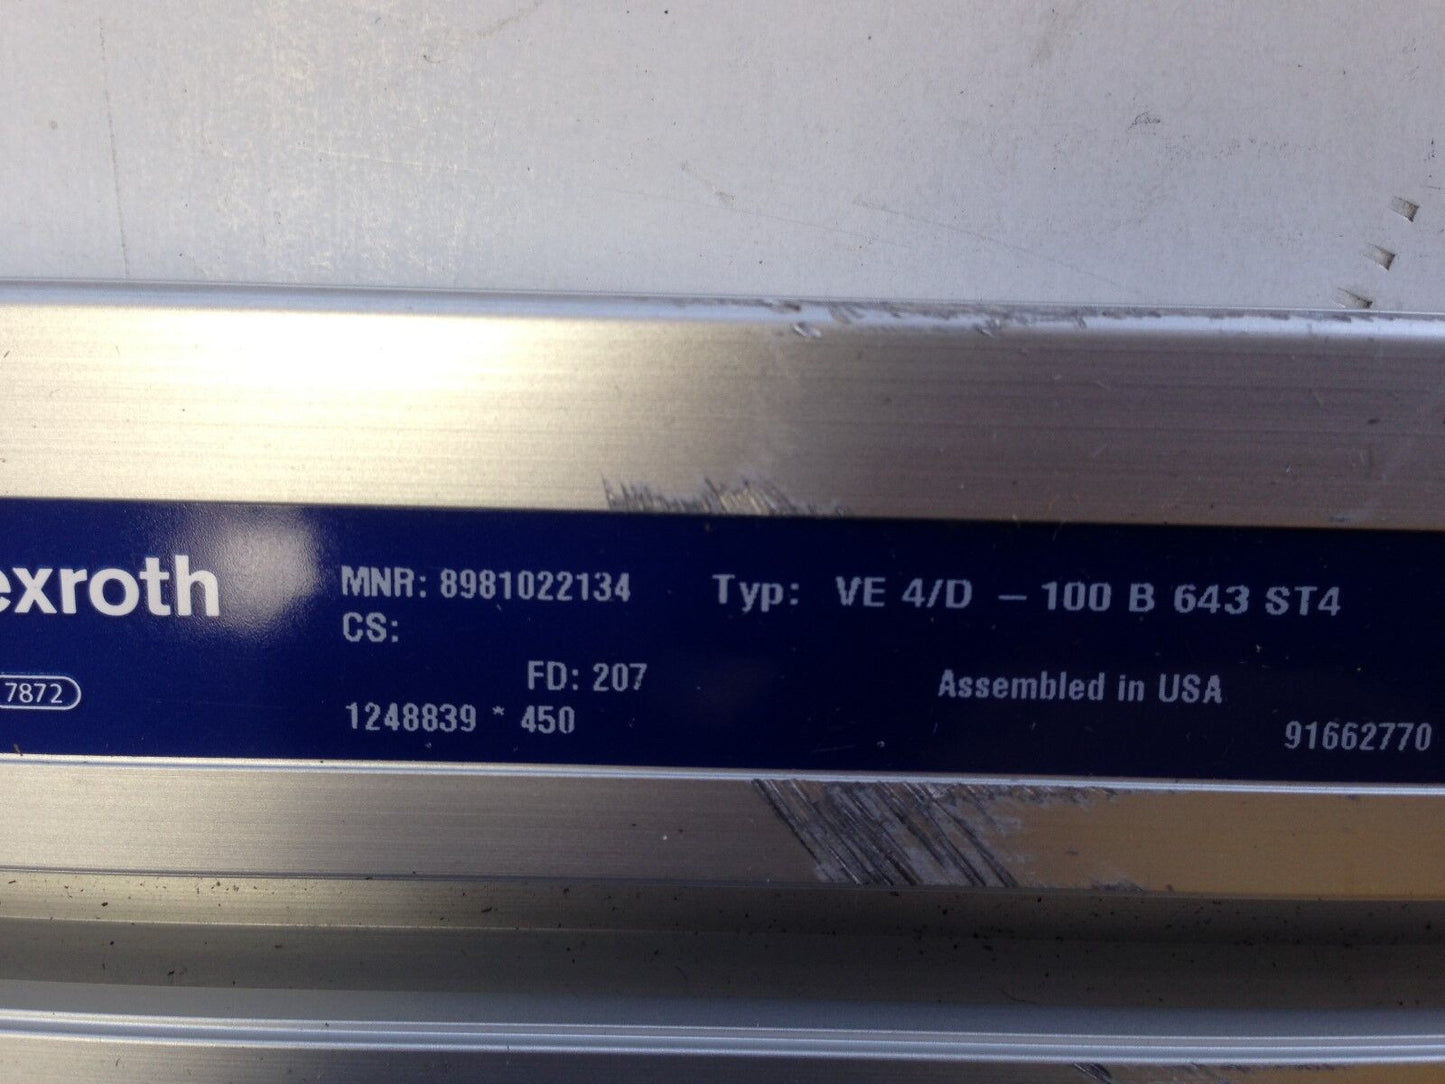 exroth
MNR: 8981022134 Typ: VE 4/D – 100 B 643 ST4
CS:
7872
FD: 207 Assembled in USA
1248839 * 450
91662770